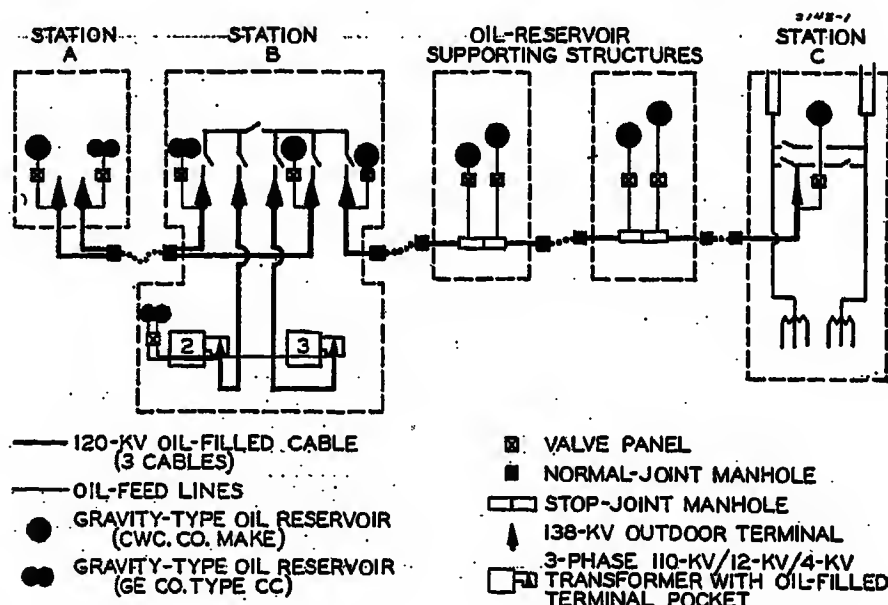 STATION
A
STATION
B
OIL-RESERVOIR
SUPPORTING STRUCTURES
STATION
C
2
3
120-KV OIL-FILLED CABLE
(3 CABLES)
OIL-FEED LINES
GRAVITY-TYPE OIL RESERVOIR
(CWC. CO. MAKE)
GRAVITY-TYPE OIL RESERVOIR
(GE CO. TYPE CC)
VALVE PANEL
NORMAL-JOINT MANHOLE
STOP-JOINT MANHOLE
138-KV OUTDOOR TERMINAL
3-PHASE 110-KV/12-KV/4-KV
TRANSFORMER WITH OIL-FILLED
TERMINAL POCKET